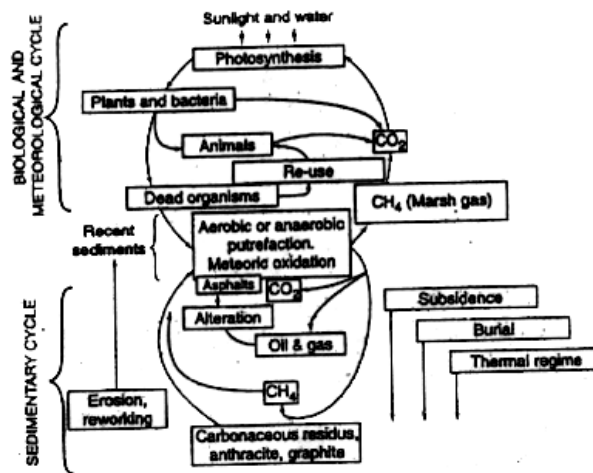 Sunlight and water
Photosynthesis
Plants and bacteria
Animals
CO2
Re-use
Dead organisms
CH4 (Marsh gas)
BIOLOGICAL AND
METEOROLOGICAL CYCLE
Recent
sediments
Aerobic or anaerobic
putrefaction.
Meteoric oxidation
Asphalts
CO2
Alteration
Oil & gas
CH4
Carbonaceous residus,
anthracite, graphite
Subsidence
Burial
Thermal regime
SEDIMENTARY CYCLE
Erosion,
reworking